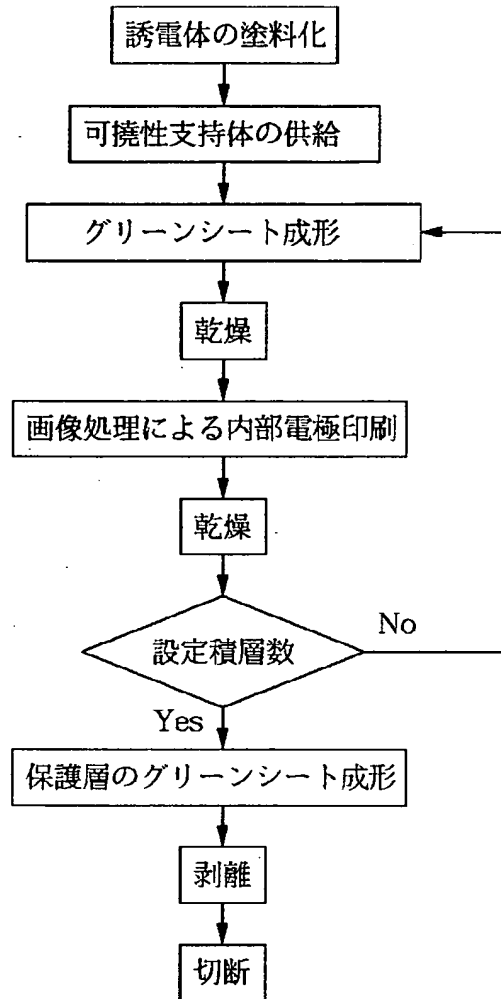 誘電体の塗料化
可撓性支持体の供給
グリーンシート成形
乾燥
画像処理による内部電極印刷
乾燥
設定積層数
No
Yes
保護層のグリーンシート成形
剥離
切断